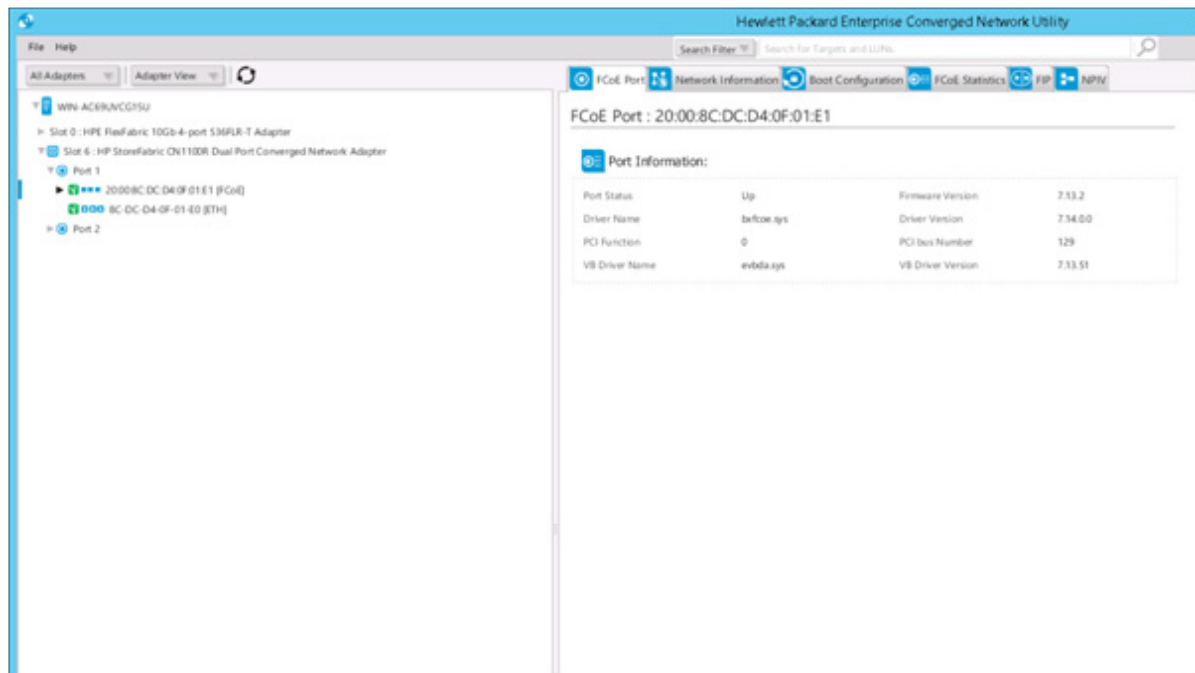 Hewlett Packard Enterprise Converged Network Utility
File Help
Search Filter Search for Targets and LUNs
All Adapters Adapter View
FCoE Port Network Information Boot Configuration FCoE Statistics FIP NPIV
WIN-AC69UVCG1SU
Slot 0 : HPE FlexFabric 10Gb 4-port 536FLR-T Adapter
Slot 6 : HP StoreFabric CN1100R Dual Port Converged Network Adapter
Port 1
20:00:8C:DC:D4:0F:01:E1 [FCoE]
8C-DC-D4-0F-01-E0 [ETH]
Port 2
FCoE Port : 20:00:8C:DC:D4:0F:01:E1
Port Information:
Port Status Up Firmware Version 7.13.2
Driver Name bxfcoe.sys Driver Version 7.14.0.0
PCI Function 0 PCI bus Number 129
VB Driver Name evbda.sys VB Driver Version 7.13.51